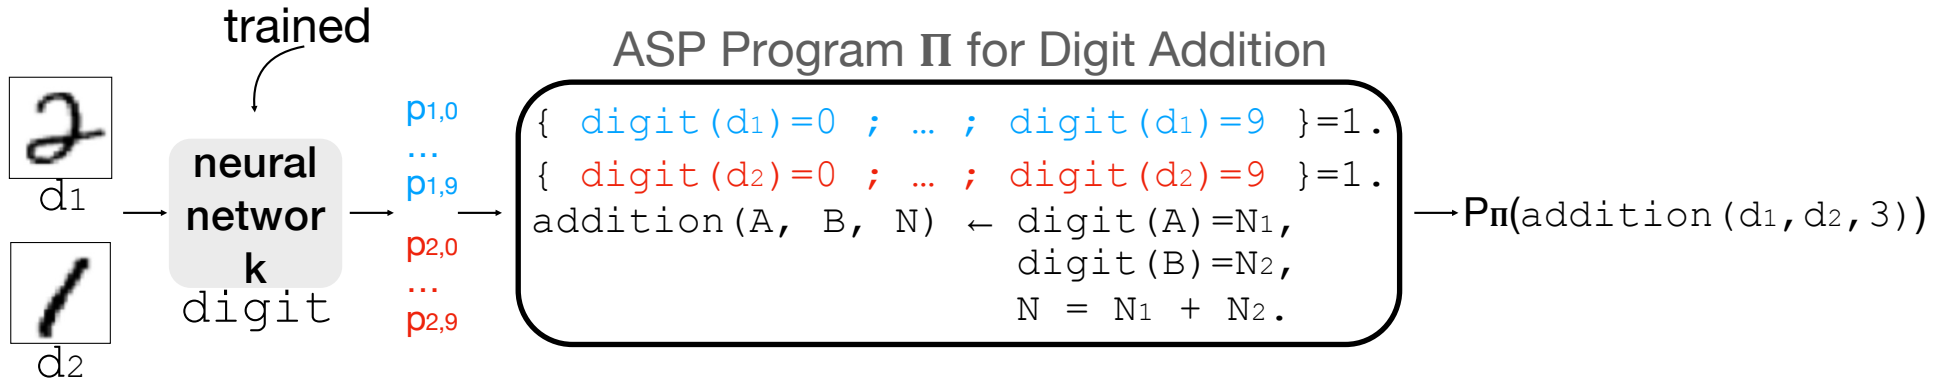 trained
ASP Program Π for Digit Addition
2
d1
1
d2
neural
networ
k
digit
p1,0
...
p1,9
p2,0
...
p2,9
{ digit(d1)=0 ; … ; digit(d1)=9 }=1.
{ digit(d2)=0 ; … ; digit(d2)=9 }=1.
addition(A, B, N) ← digit(A)=N1,
digit(B)=N2,
N = N1 + N2.
PΠ(addition(d1,d2,3))